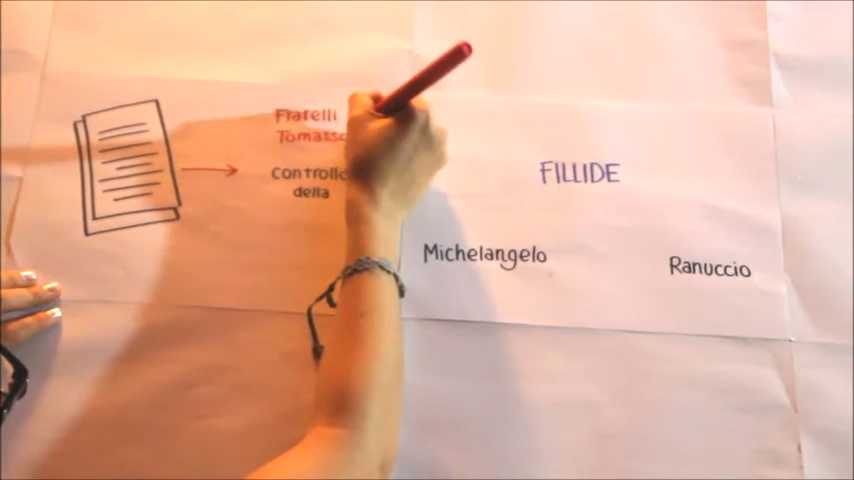 Fratelli
Tomasso
controllo
della
FILLIDE
Michelangelo
Ranuccio